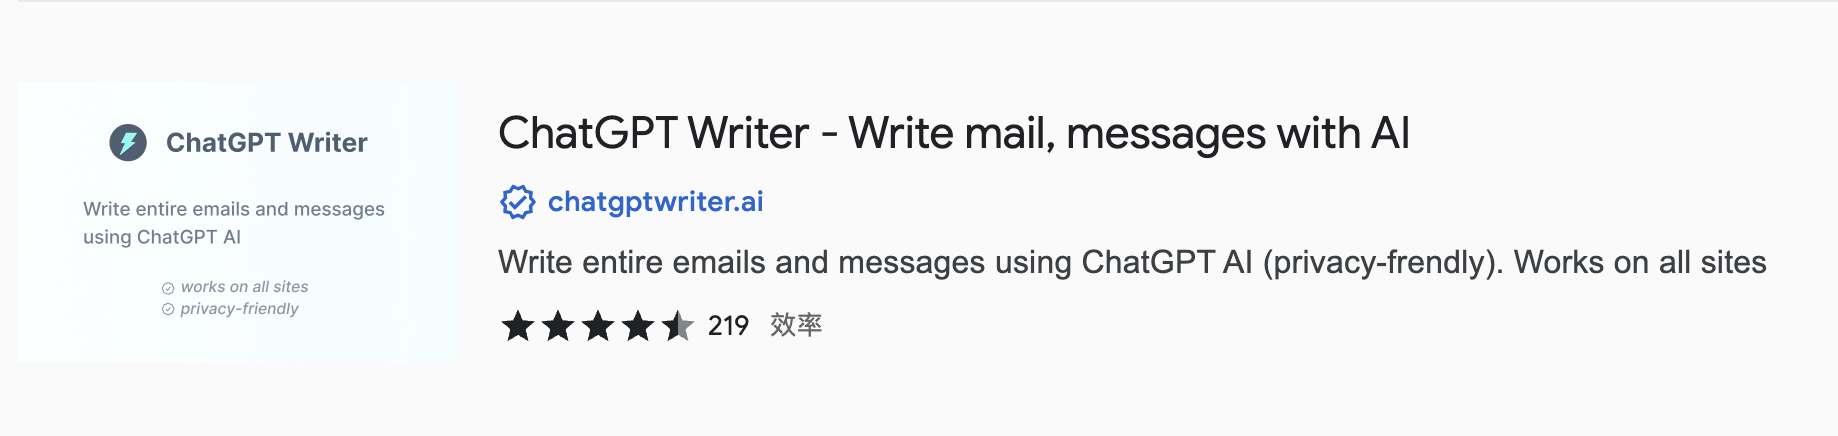 ChatGPT Writer
Write entire emails and messages
using ChatGPT AI
works on all sites
privacy-friendly
ChatGPT Writer - Write mail, messages with AI
chatgptwriter.ai
Write entire emails and messages using ChatGPT AI (privacy-frendly). Works on all sites
219 效率